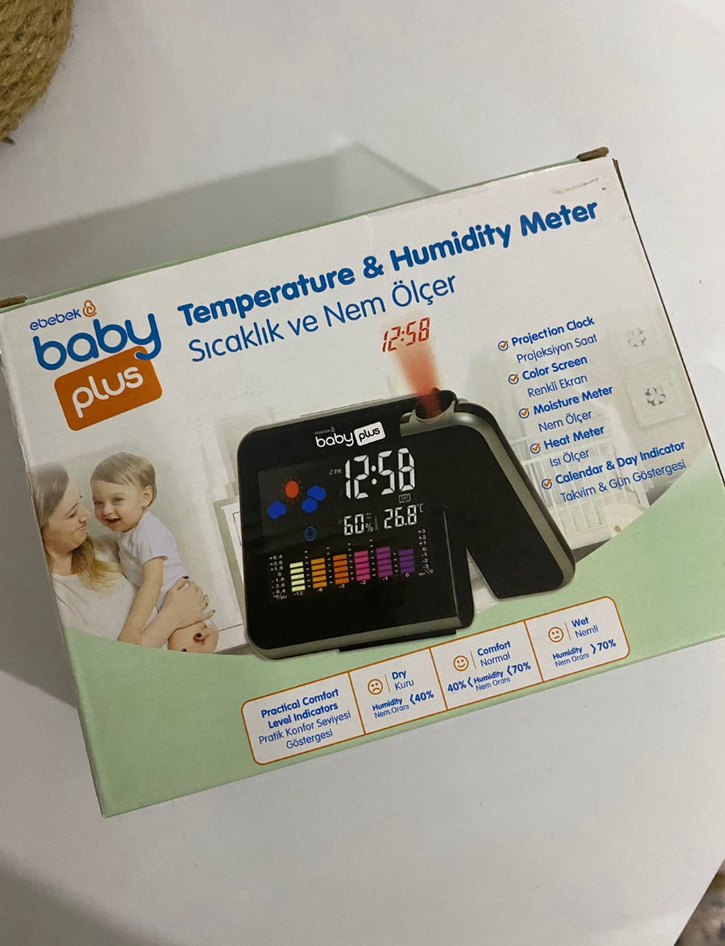 ebebek
baby
plus
Temperature & Humidity Meter
Sıcaklık ve Nem Ölçer
12:58
Projection Clock
Projeksiyon Saat
Color Screen
Renkli Ekran
Moisture Meter
Nem Ölçer
Heat Meter
Isı Ölçer
Calendar & Day Indicator
Takvim & Gün Göstergesi
ebebek
baby plus
PM
12:58
SAT
60% 26.8°C
Practical Comfort
Level Indicators
Pratik Konfor Seviyesi
Göstergesi
Dry
Kuru
Humidity
Nem Oranı <40%
Comfort
Normal
40% < Humidity <70%
Nem Oranı
Wet
Nemli
Humidity
Nem Oranı >70%